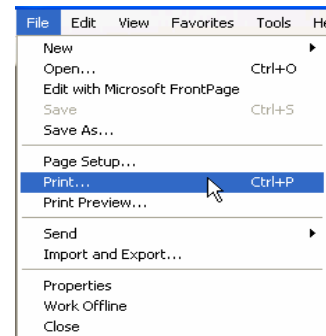 File Edit View Favorites Tools
New
Open... Ctrl+O
Edit with Microsoft FrontPage
Save Ctrl+S
Save As...
Page Setup...
Print... Ctrl+P
Print Preview...
Send
Import and Export...
Properties
Work Offline
Close